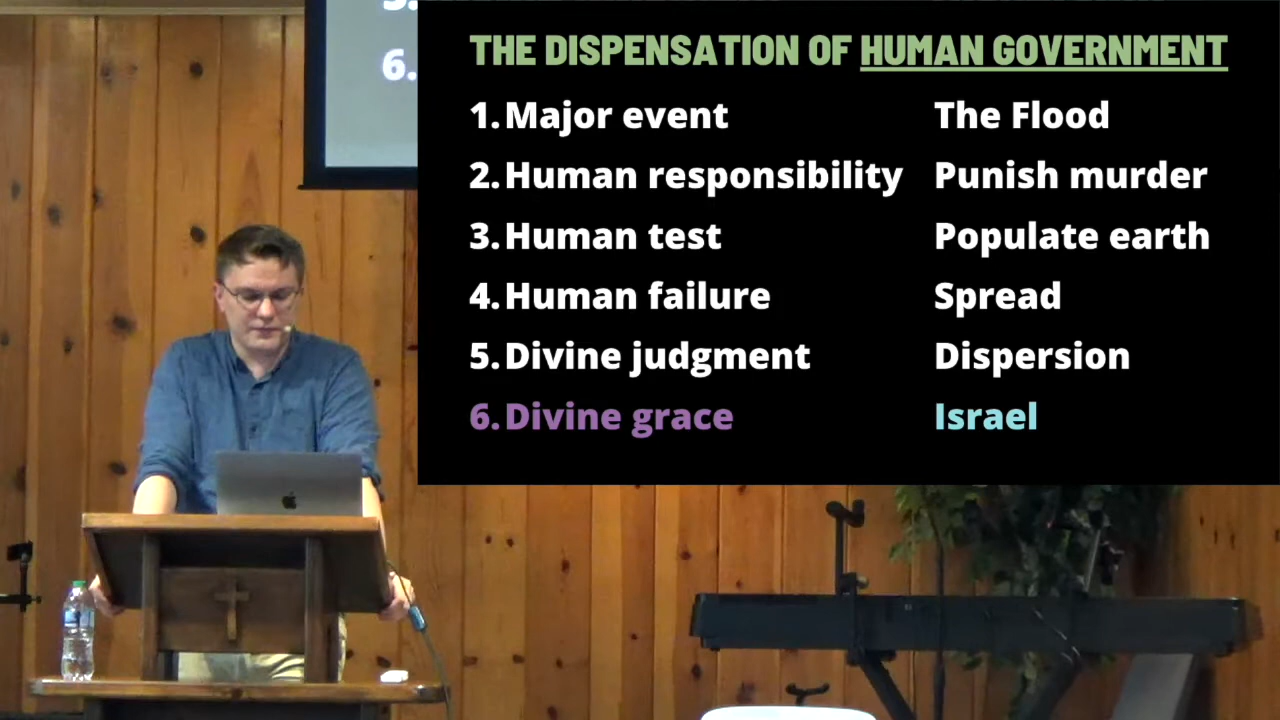 5.
6.
THE DISPENSATION OF HUMAN GOVERNMENT
1. Major event The Flood
2. Human responsibility Punish murder
3. Human test Populate earth
4. Human failure Spread
5. Divine judgment Dispersion
6. Divine grace Israel